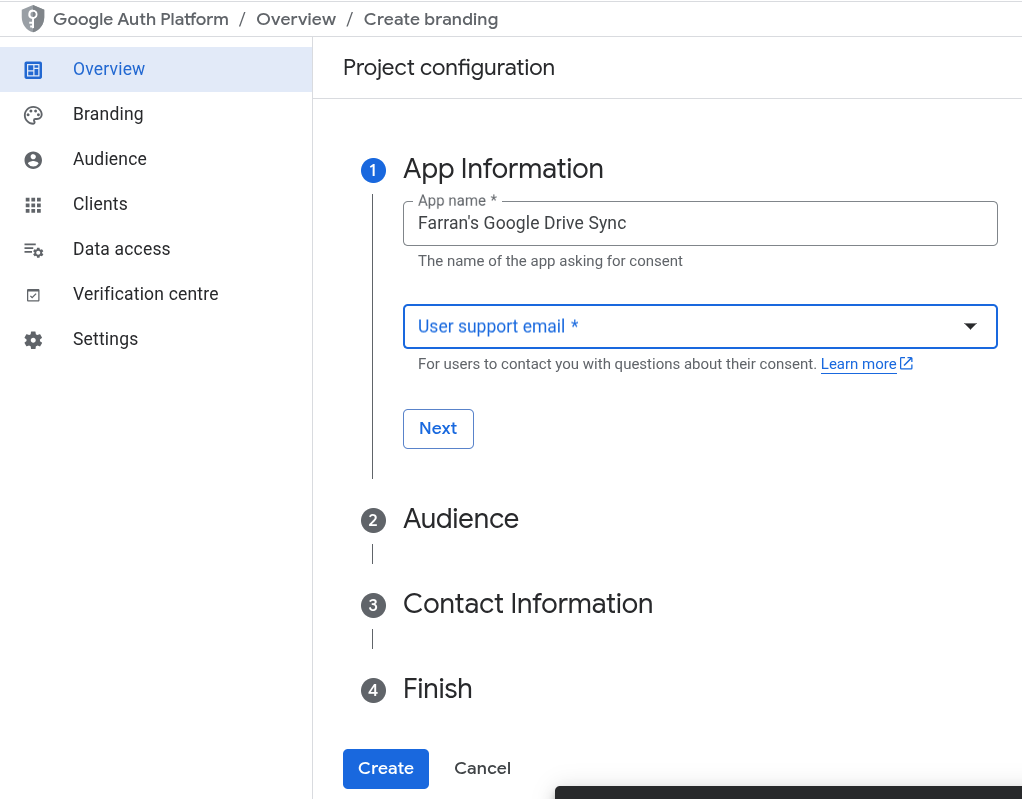 Google Auth Platform / Overview / Create branding
Overview
Branding
Audience
Clients
Data access
Verification centre
Settings
Project configuration
1 App Information
App name *
Farran's Google Drive Sync
The name of the app asking for consent
User support email *
For users to contact you with questions about their consent. Learn more
Next
2 Audience
3 Contact Information
4 Finish
Create Cancel